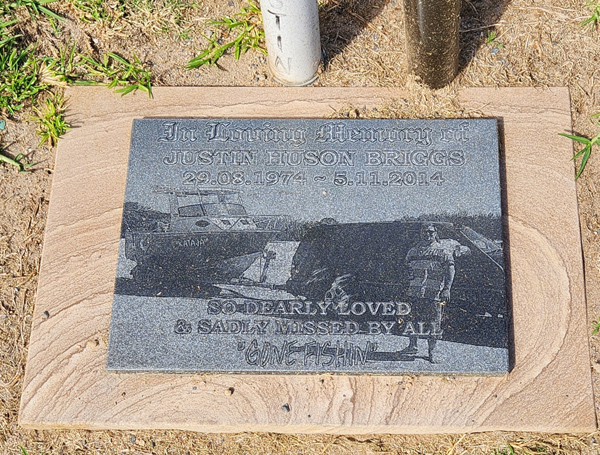 In Loving Memory of
JUSTIN HUSON BRIGGS
29.08.1974 ~ 5.11.2014
SO DEARLY LOVED
& SADLY MISSED BY ALL
"GONE FISHIN"